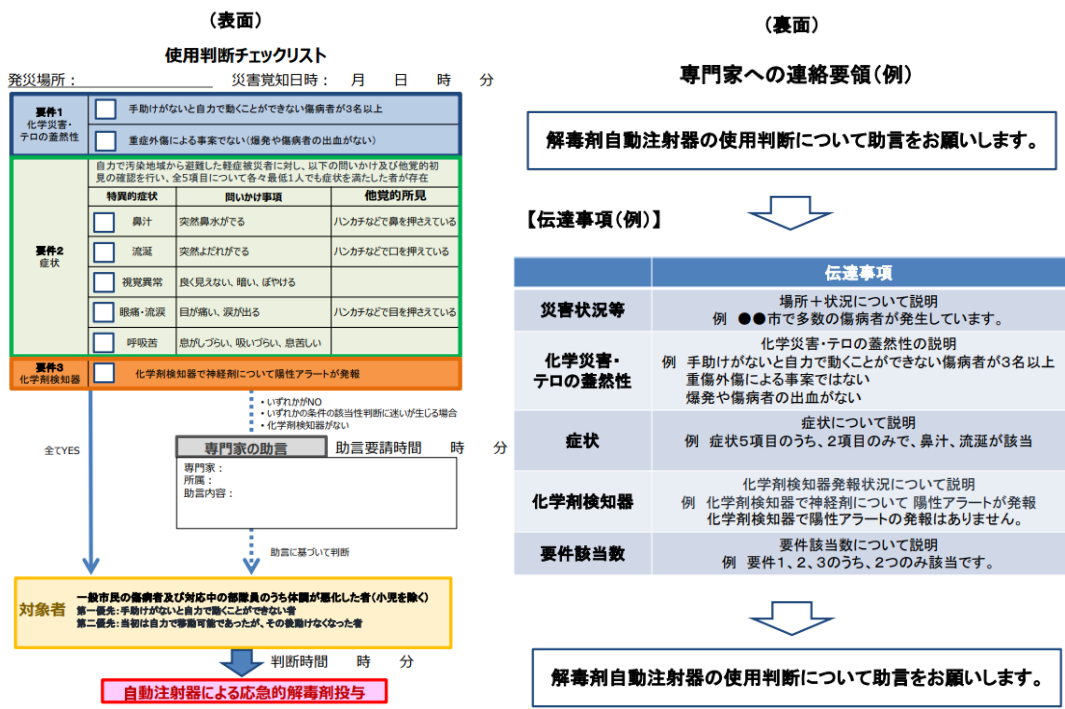 (表面)
使用判断チェックリスト
発災場所： 災害覚知日時： 月 日 時 分
要件1
化学災害・
テロの蓋然性
手助けがないと自力で動くことができない傷病者が3名以上
重症外傷による事案でない(爆発や傷病者の出血がない)
要件2
症状
自力で汚染地域から避難した軽症被災者に対し、以下の問いかけ及び他覚的初
見の確認を行い、全5項目について各々最低1人でも症状を満たした者が存在
特異的症状 問いかけ事項 他覚的所見
鼻汁 突然鼻水がでる ハンカチなどで鼻を押さえている
流涎 突然よだれがでる ハンカチなどで口を押えている
視覚異常 良く見えない、暗い、ぼやける
眼痛・流涙 目が痛い、涙が出る ハンカチなどで目を押さえている
呼吸苦 息がしづらい、吸いづらい、息苦しい
要件3
化学剤検知器
化学剤検知器で神経剤について陽性アラートが発報
・いずれかがNO
・いずれかの条件の該当性判断に迷いが生じる場合
・化学剤検知器がない
全てYES
専門家の助言 助言要請時間 時 分
専門家：
所属：
助言内容：
助言に基づいて判断
対象者
一般市民の傷病者及び対応中の部隊員のうち体調が悪化した者(小児を除く)
第一優先：手助けがないと自力で動くことができない者
第二優先：当初は自力で移動可能であったが、その後動けなくなった者
判断時間 時 分
自動注射器による応急的解毒剤投与
(裏面)
専門家への連絡要領(例)
解毒剤自動注射器の使用判断について助言をお願いします。
【伝達事項(例)】
伝達事項
災害状況等
場所＋状況について説明
例 ●●市で多数の傷病者が発生しています。
化学災害・
テロの蓋然性
化学災害・テロの蓋然性の説明
例 手助けがないと自力で動くことができない傷病者が3名以上
重傷外傷による事案ではない
爆発や傷病者の出血がない
症状
症状について説明
例 症状5項目のうち、2項目のみで、鼻汁、流涎が該当
化学剤検知器
化学剤検知器発報状況について説明
例 化学剤検知器で神経剤について 陽性アラートが発報
化学剤検知器で陽性アラートの発報はありません。
要件該当数
要件該当数について説明
例 要件1、2、3のうち、2つのみ該当です。
解毒剤自動注射器の使用判断について助言をお願いします。